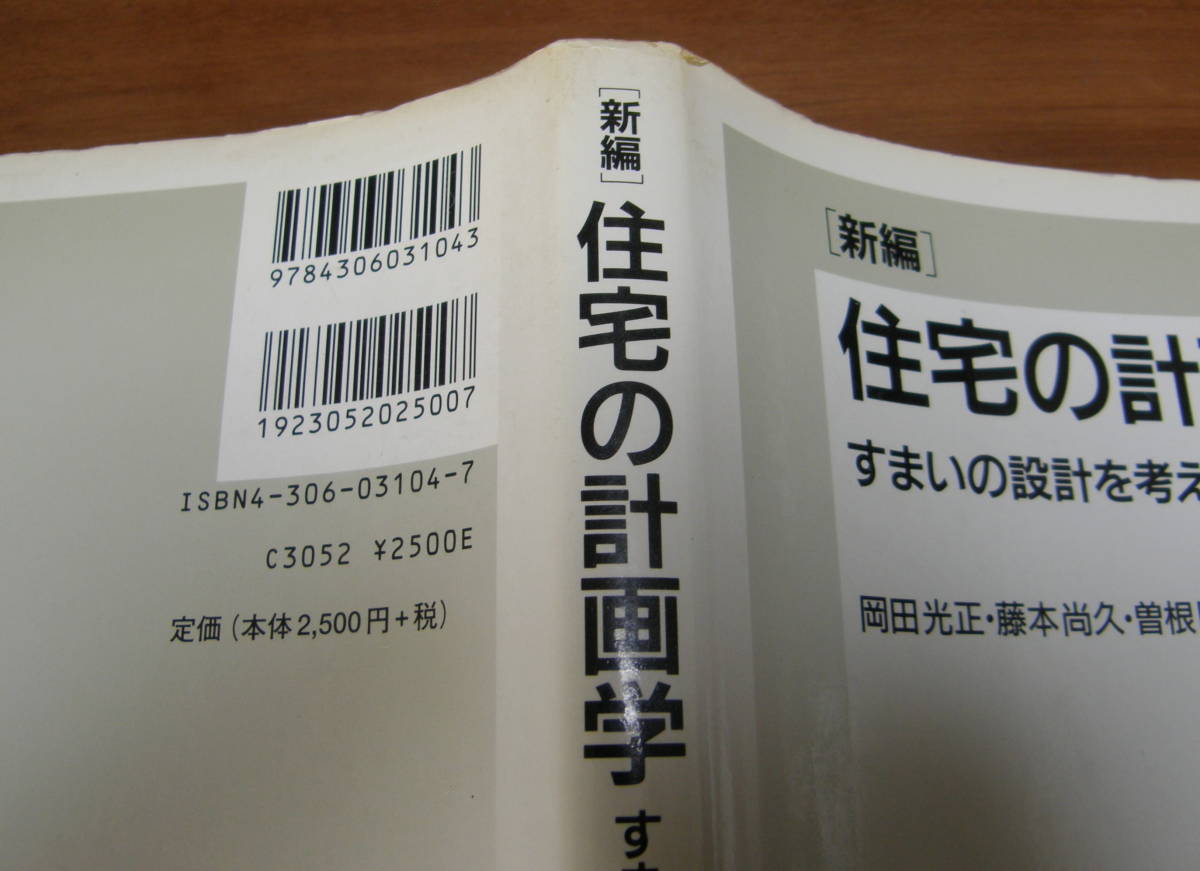 9784306031043
1923052025007
ISBN4-306-03104-7
C3052 ¥2500E
定価(本体2,500円+税)
[新編]
住宅の計画学
す
[新編]
住宅の計
すまいの設計を考え
岡田光正・藤本尚久・曽根